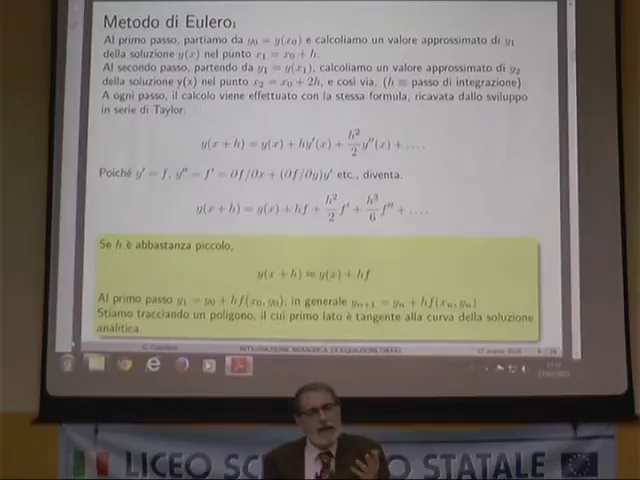 Metodo di Eulero:
Al primo passo, partiamo da y₀ = y(x₀) e calcoliamo un valore approssimato di y₁
della soluzione y(x) nel punto x₁ = x₀ + h.
Al secondo passo, partendo da y₁ = y(x₁), calcoliamo un valore approssimato di y₂
della soluzione y(x) nel punto x₂ = x₀ + 2h, e così via, (h ≡ passo di integrazione)
A ogni passo, il calcolo viene effettuato con la stessa formula, ricavata dallo sviluppo
in serie di Taylor:
y(x + h) = y(x) + hy′(x) + h²/2 y″(x) + ....
Poiché y′ = f, y″ = f′ = ∂f/∂x + (∂f/∂y)y′ etc., diventa:
y(x + h) = y(x) + hf + h²/2 f′ + h³/6 f″ + ....
Se h è abbastanza piccolo,
y(x + h) ≈ y(x) + hf
Al primo passo y₁ = y₀ + hf(x₀, y₀), in generale yₙ₊₁ = yₙ + hf(xₙ, yₙ)
Stiamo tracciando un poligono, il cui primo lato è tangente alla curva della soluzione
analitica.
LICEO SC O STATALE